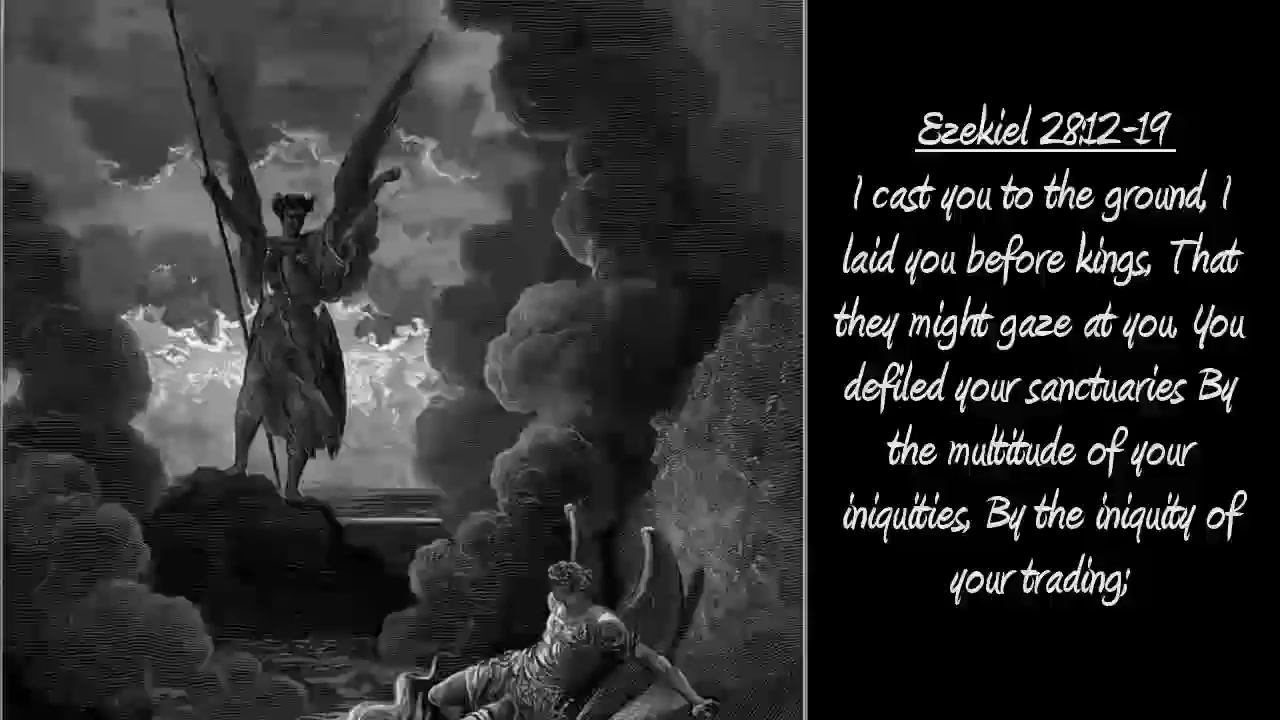 Ezekiel 28:12-19
I cast you to the ground, I
laid you before kings, That
they might gaze at you. You
defiled your sanctuaries By
the multitude of your
iniquities, By the iniquity of
your trading;